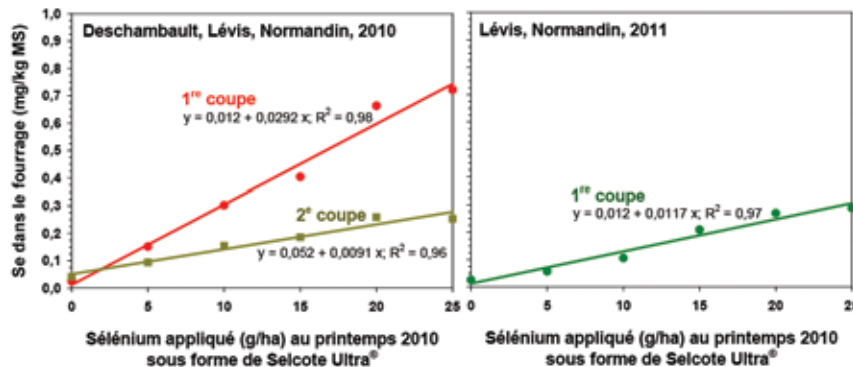 Se dans le fourrage (mg/kg MS)
1,0
0,9
0,8
0,7
0,6
0,5
0,4
0,3
0,2
0,1
0,0
Deschambault, Lévis, Normandin, 2010
1re coupe
y = 0,012 + 0,0292 x; R2 = 0,98
2e coupe
y = 0,052 + 0,0091 x; R2 = 0,96
0 5 10 15 20 25
Sélénium appliqué (g/ha) au printemps 2010
sous forme de Selcote Ultra®
Lévis, Normandin, 2011
1re coupe
y = 0,012 + 0,0117 x; R2 = 0,97
0 5 10 15 20 25
Sélénium appliqué (g/ha) au printemps 2010
sous forme de Selcote Ultra®